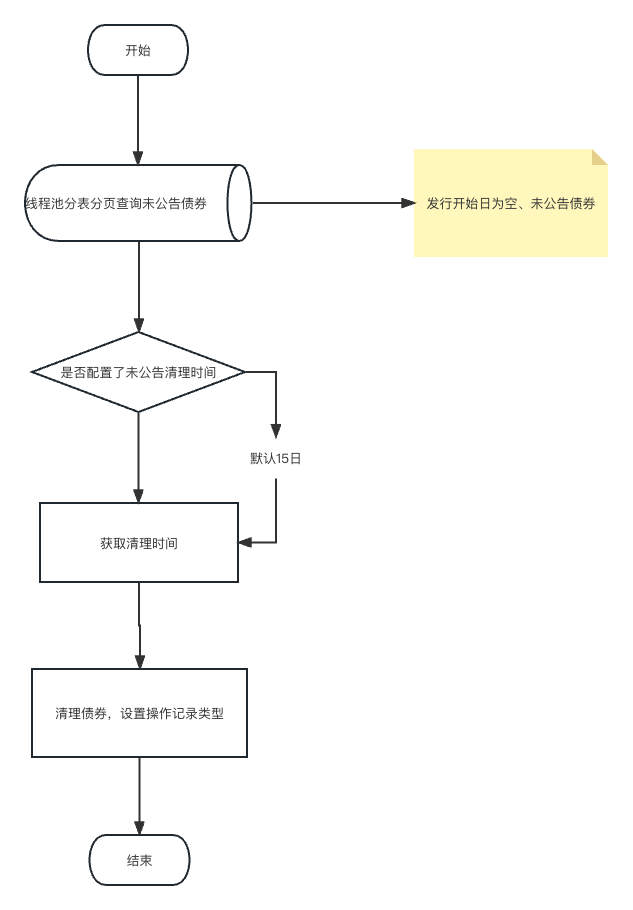 开始
线程池分表分页查询未公告债券
发行开始日为空、未公告债券
是否配置了未公告清理时间
默认15日
获取清理时间
清理债券，设置操作记录类型
结束